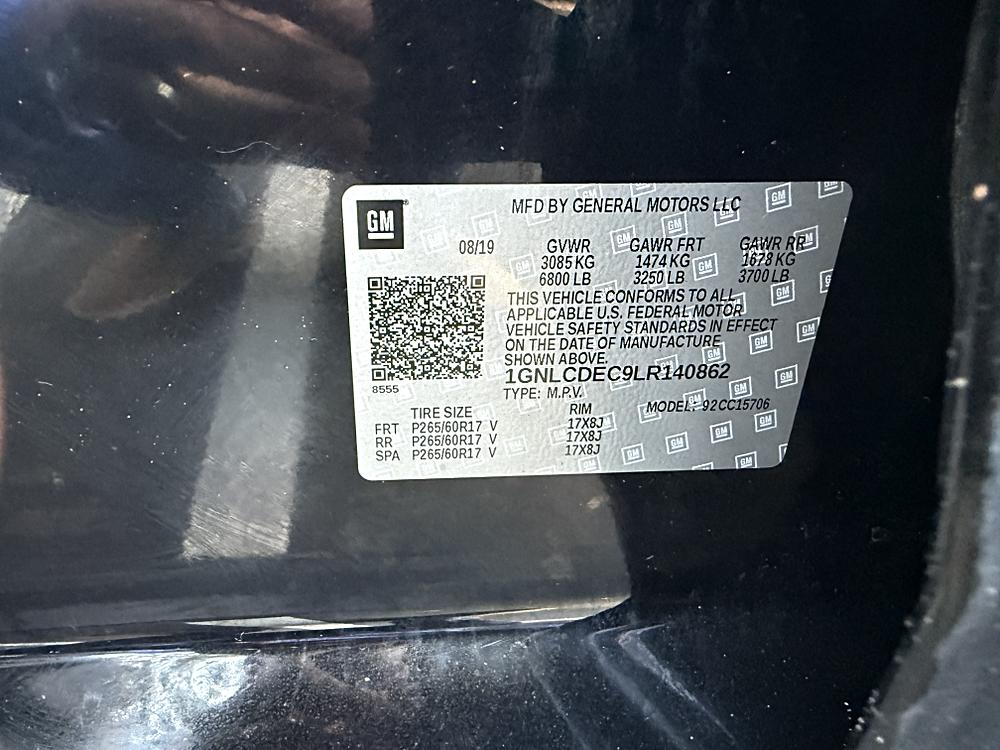 GM
MFD BY GENERAL MOTORS LLC
08/19 GVWR GAWR FRT GAWR RR
3085 KG 1474 KG 1678 KG
6800 LB 3250 LB 3700 LB
THIS VEHICLE CONFORMS TO ALL
APPLICABLE U.S. FEDERAL MOTOR
VEHICLE SAFETY STANDARDS IN EFFECT
ON THE DATE OF MANUFACTURE
SHOWN ABOVE.
1GNLCDEC9LR140862
8555
TYPE: M.P.V.
TIRE SIZE RIM MODEL: 92CC15706
FRT P265/60R17 V 17X8J
RR P265/60R17 V 17X8J
SPA P265/60R17 V 17X8J